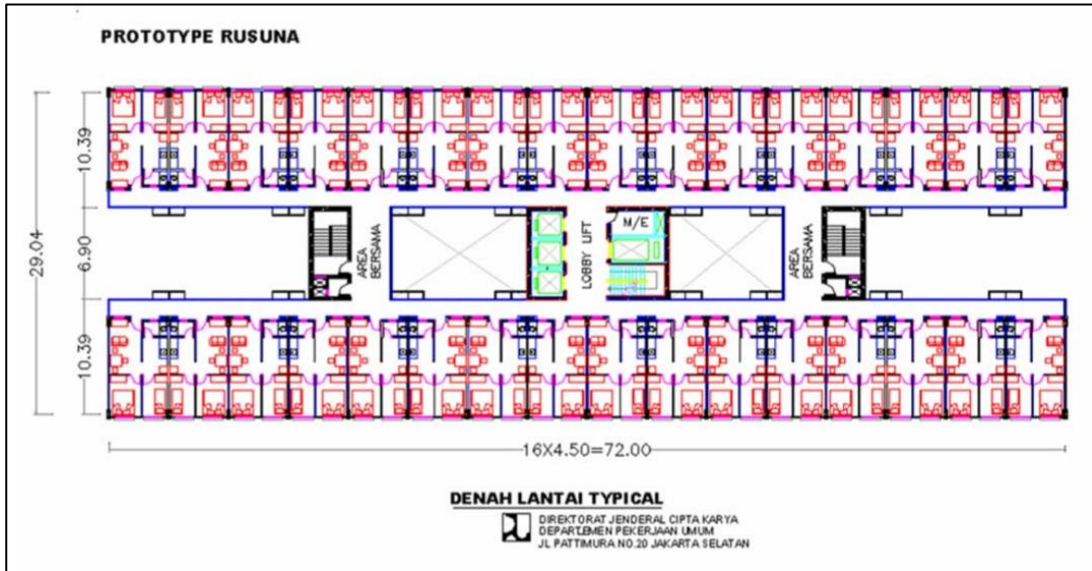 PROTOTYPE RUSUNA
29.04
10.39
6.90
10.39
AREA
BERSAMA
LOBBY LIFT
M/E
AREA
BERSAMA
16X4.50=72.00
DENAH LANTAI TYPICAL
DIREKTORAT JENDERAL CIPTA KARYA
DEPARTEMEN PEKERJAAN UMUM
JL PATTIMURA NO.20 JAKARTA SELATAN